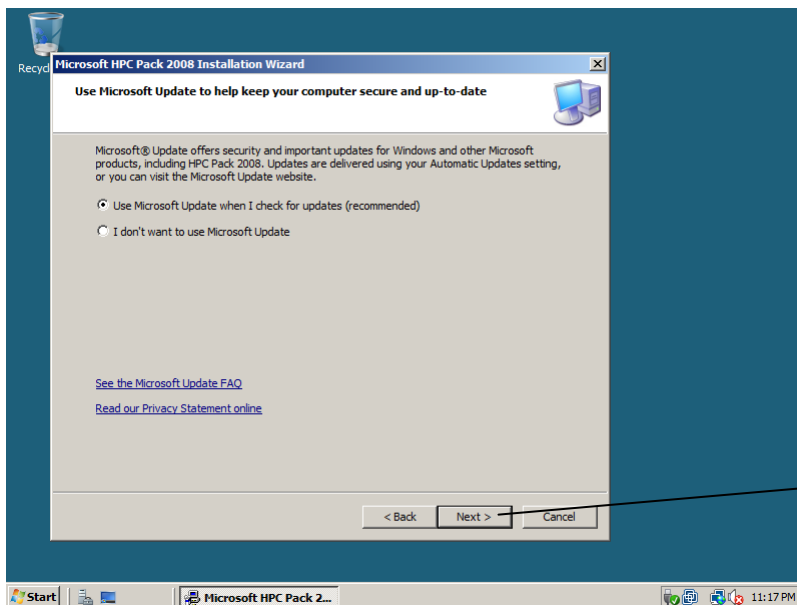 Recycl
Microsoft HPC Pack 2008 Installation Wizard
Use Microsoft Update to help keep your computer secure and up-to-date
Microsoft® Update offers security and important updates for Windows and other Microsoft
products, including HPC Pack 2008. Updates are delivered using your Automatic Updates setting,
or you can visit the Microsoft Update website.
Use Microsoft Update when I check for updates (recommended)
I don't want to use Microsoft Update
See the Microsoft Update FAQ
Read our Privacy Statement online
< Back Next > Cancel
Start Microsoft HPC Pack 2... 11:17 PM